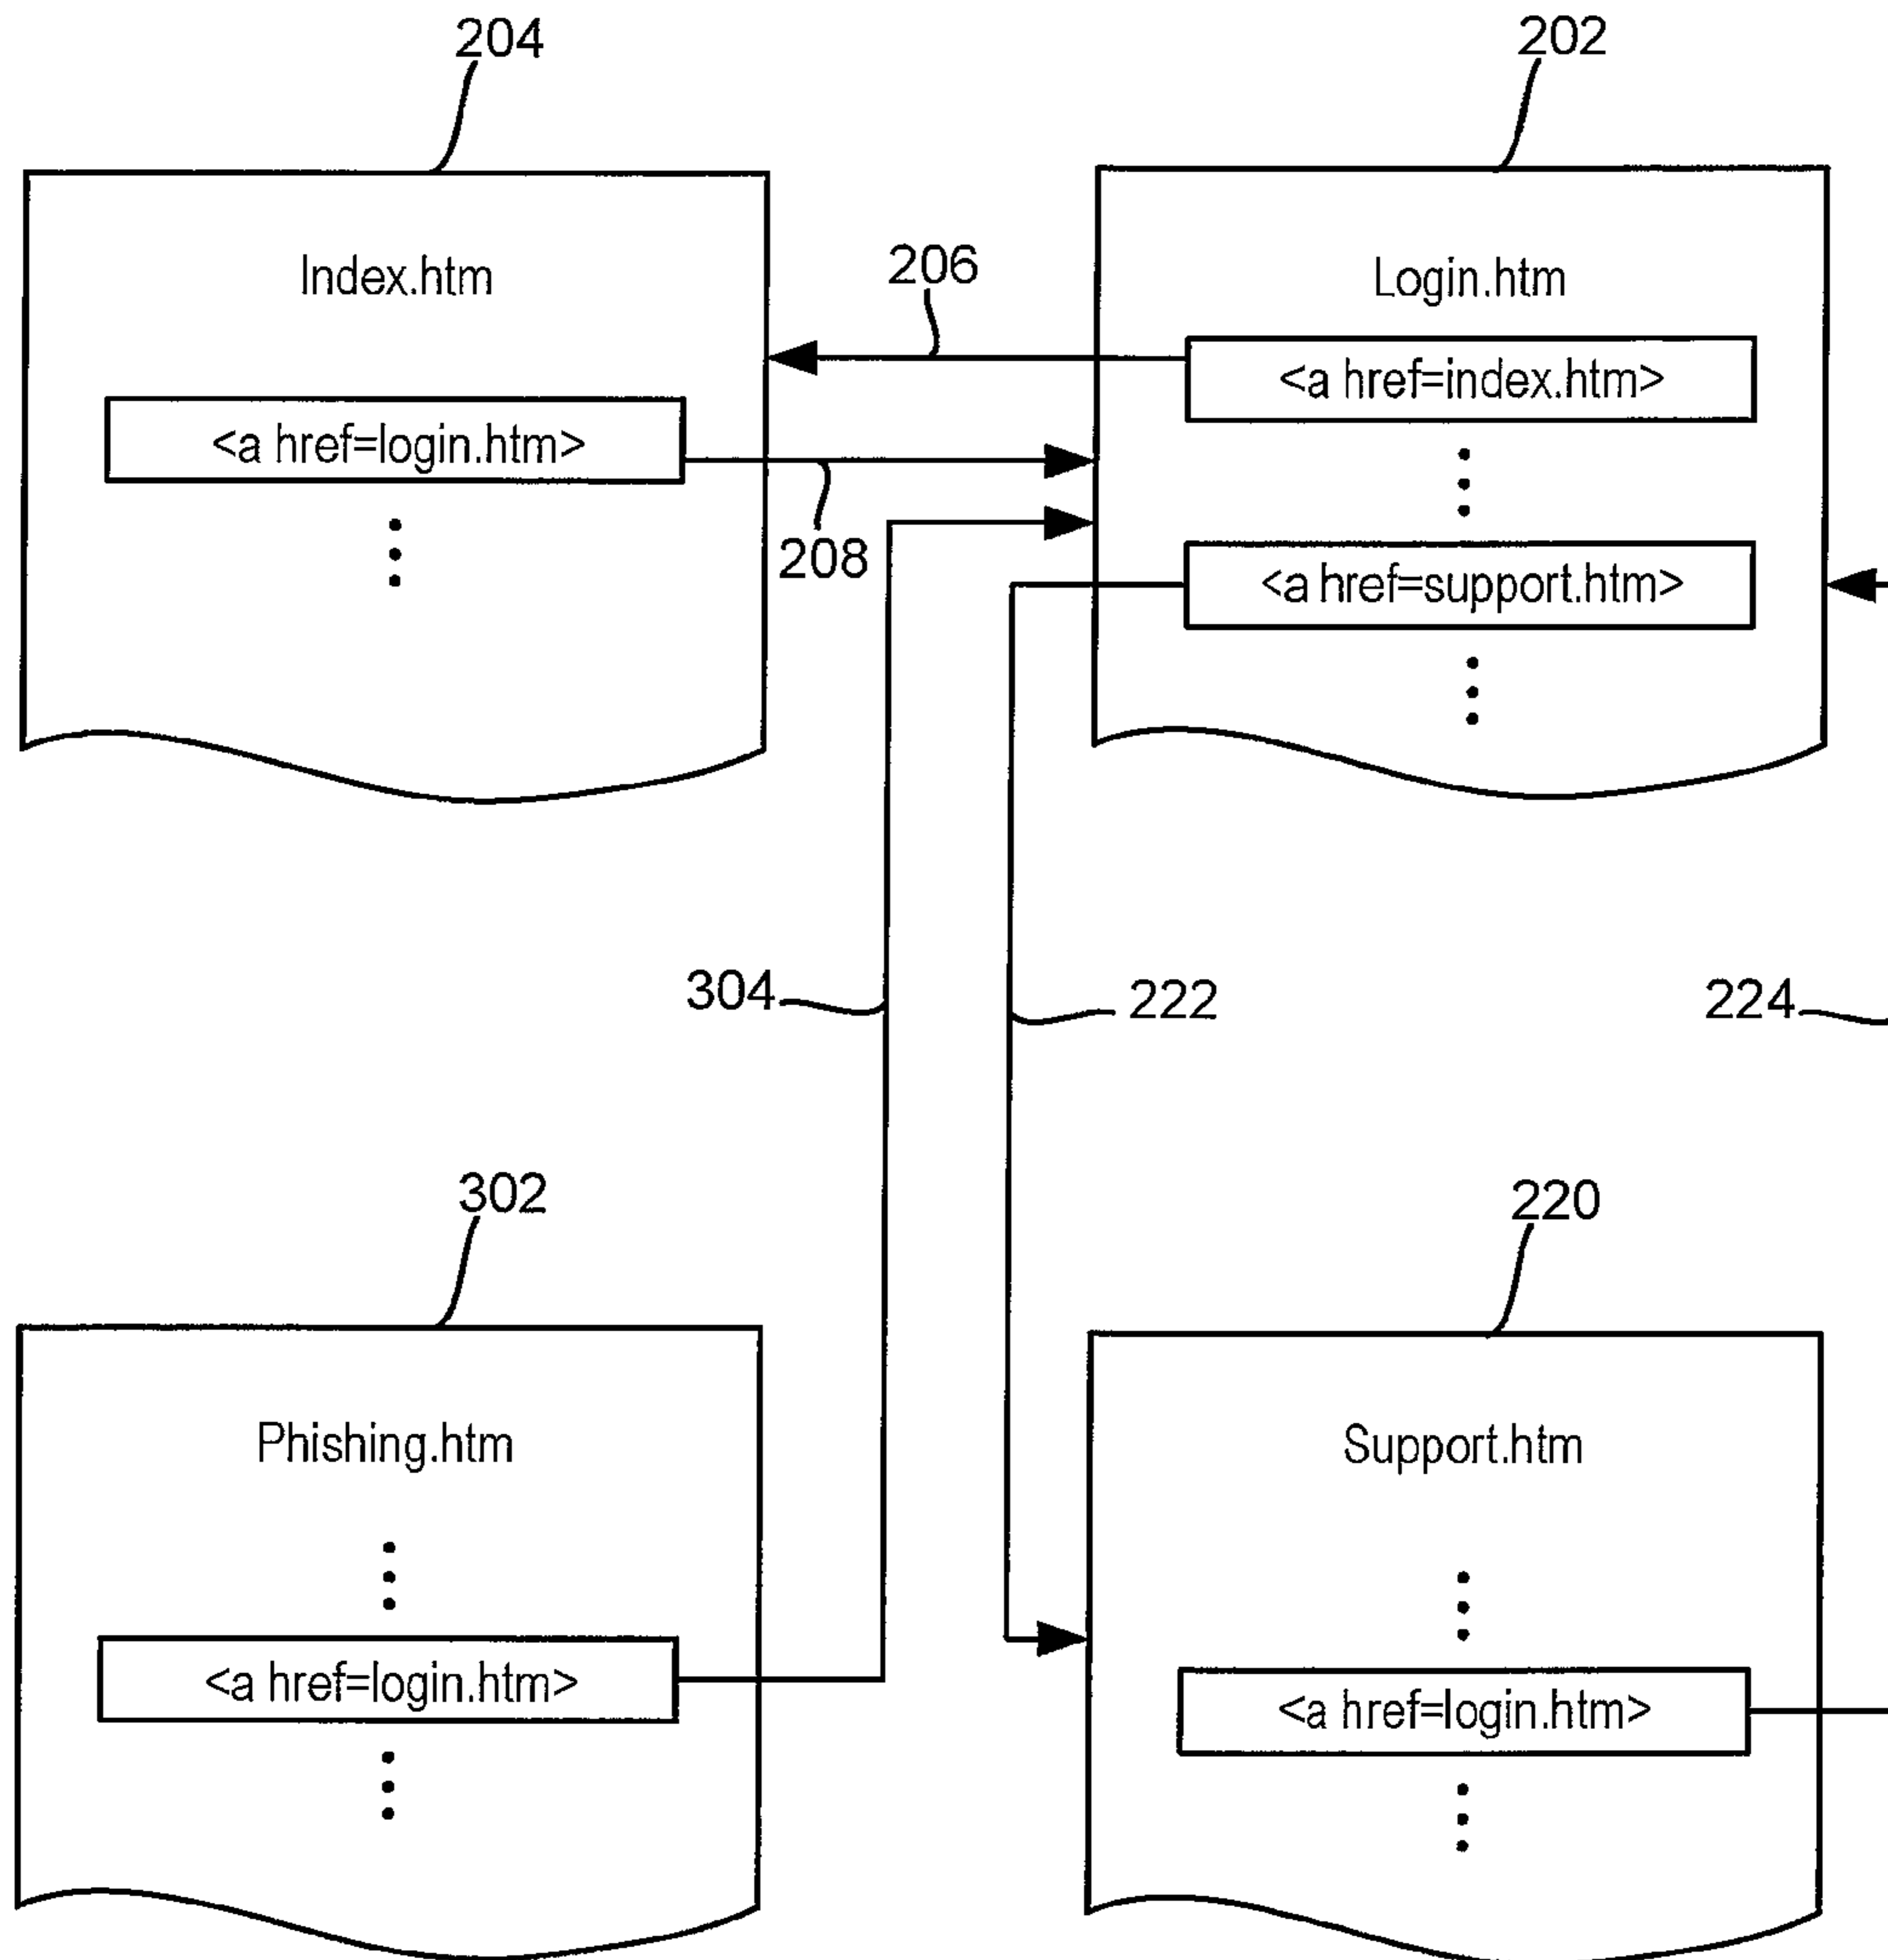 204
202
Index.htm
Login.htm
206
<a href=index.htm>
<a href=login.htm>
208
<a href=support.htm>
304
222
224
302
220
Phishing.htm
Support.htm
<a href=login.htm>
<a href=login.htm>